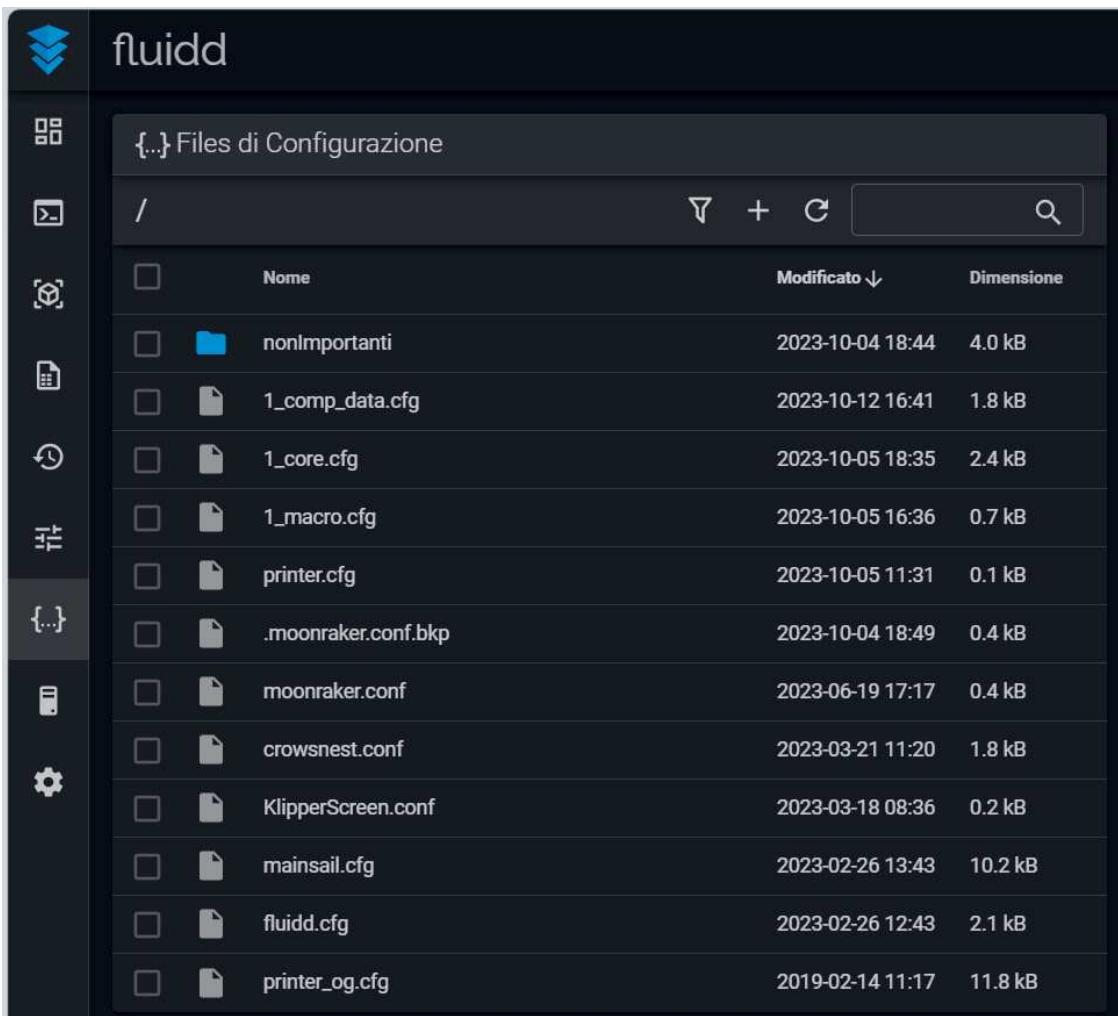 fluidd
{...} Files di Configurazione
/
Nome Modificato Dimensione
nonImportanti 2023-10-04 18:44 4.0 kB
1_comp_data.cfg 2023-10-12 16:41 1.8 kB
1_core.cfg 2023-10-05 18:35 2.4 kB
1_macro.cfg 2023-10-05 16:36 0.7 kB
printer.cfg 2023-10-05 11:31 0.1 kB
{...}
.moonraker.conf.bkp 2023-10-04 18:49 0.4 kB
moonraker.conf 2023-06-19 17:17 0.4 kB
crowsnest.conf 2023-03-21 11:20 1.8 kB
KlipperScreen.conf 2023-03-18 08:36 0.2 kB
mainsail.cfg 2023-02-26 13:43 10.2 kB
fluidd.cfg 2023-02-26 12:43 2.1 kB
printer_og.cfg 2019-02-14 11:17 11.8 kB